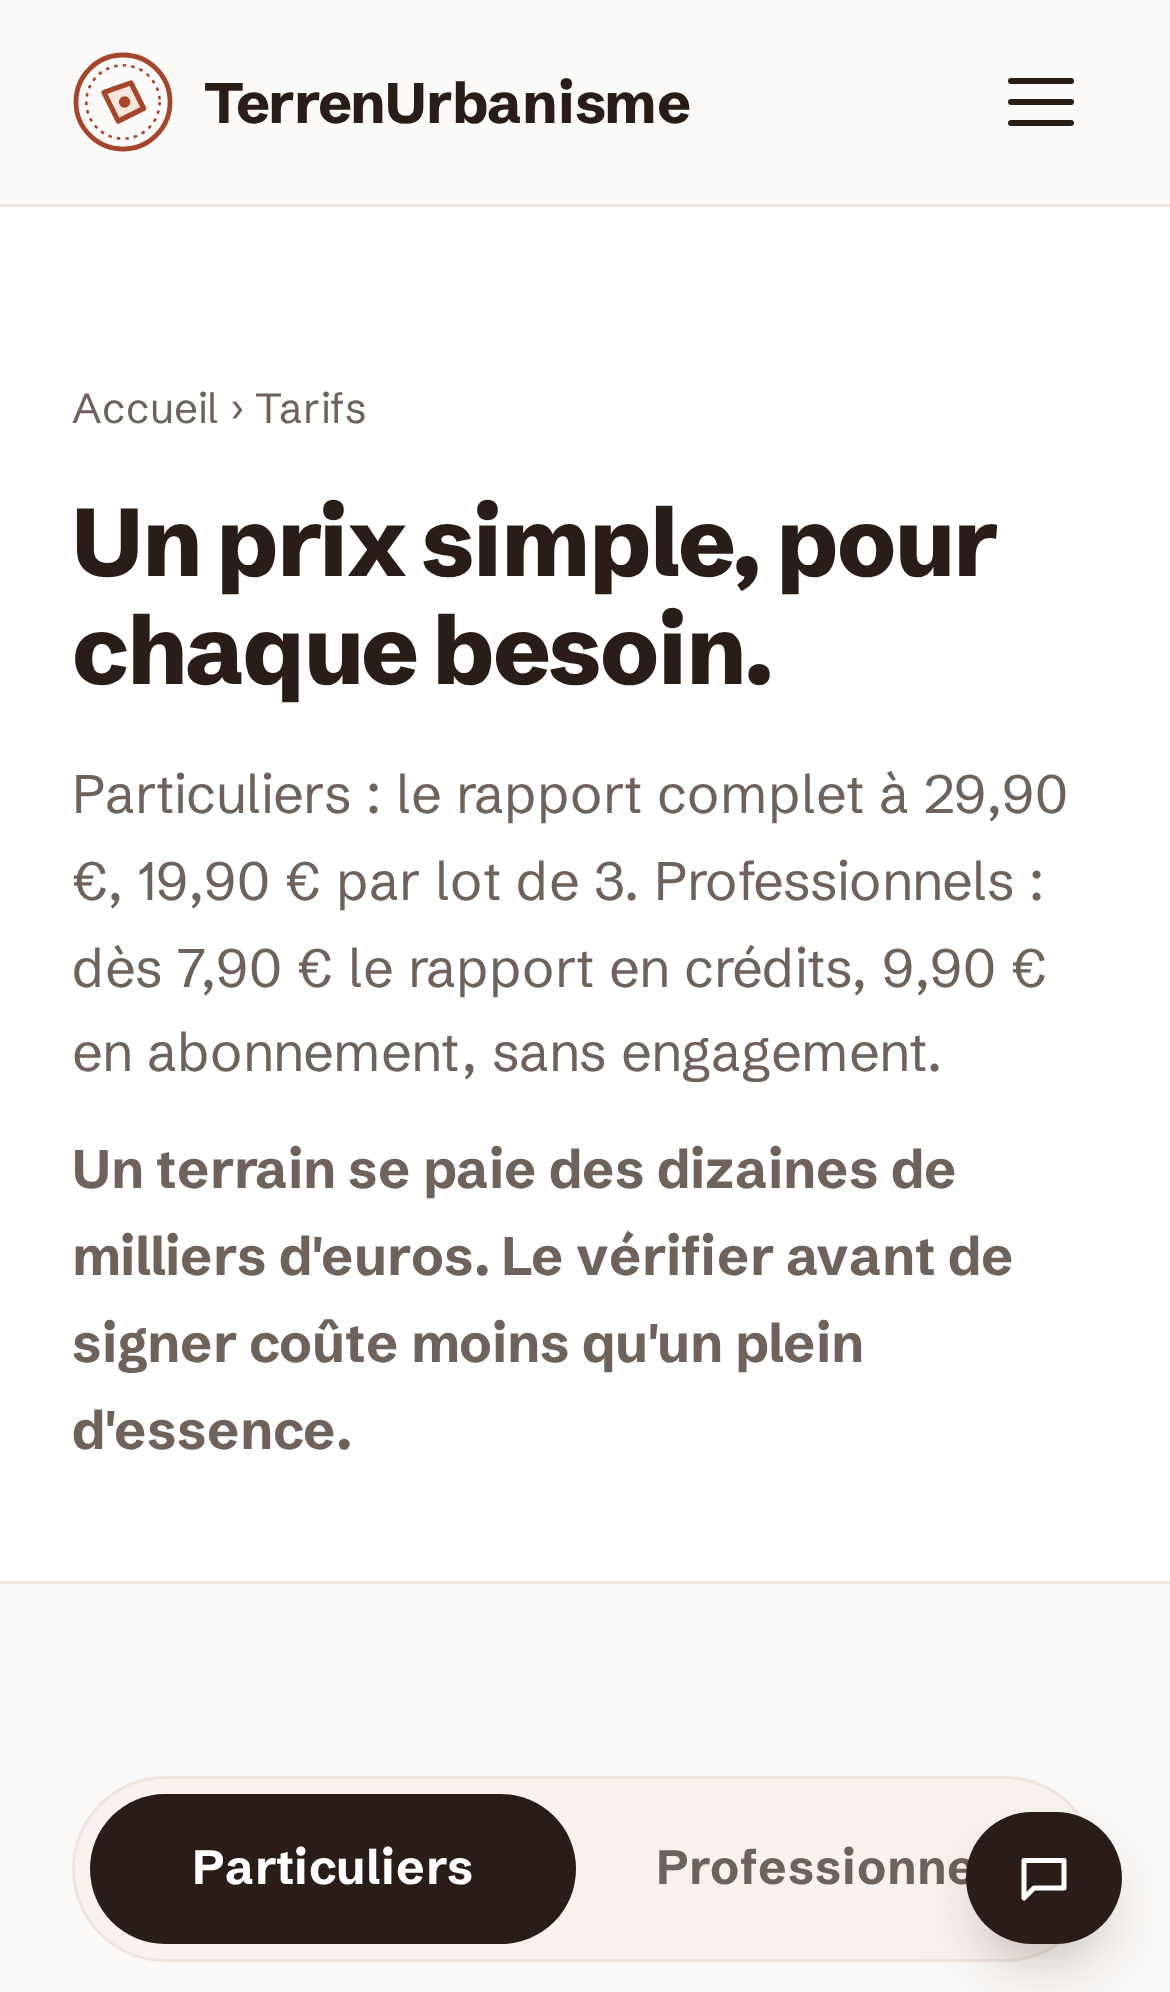 TerrenUrbanisme
Accueil › Tarifs
Un prix simple, pour
chaque besoin.
Particuliers : le rapport complet à 29,90
€, 19,90 € par lot de 3. Professionnels :
dès 7,90 € le rapport en crédits, 9,90 €
en abonnement, sans engagement.
Un terrain se paie des dizaines de
milliers d'euros. Le vérifier avant de
signer coûte moins qu'un plein
d'essence.
Particuliers
Professionne